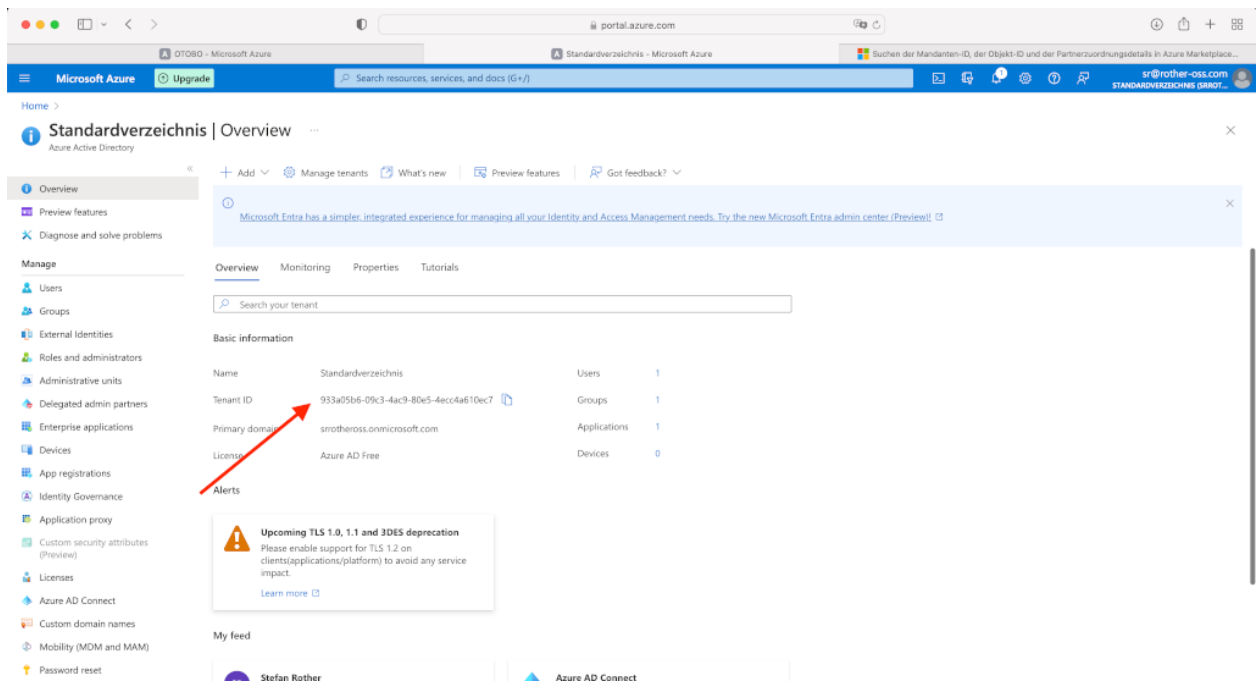 portal.azure.com
OTOBO - Microsoft Azure
Standardverzeichnis - Microsoft Azure
Suchen der Mandanten-ID, der Objekt-ID und der Partnerzuordnungsdetails in Azure Marketplace...
Microsoft Azure
Upgrade
Search resources, services, and docs (G+/)
1
sr@rother-oss.com
STANDARDVERZEICHNIS (SRROT...
Home >
Standardverzeichnis | Overview ...
Azure Active Directory
Overview
Preview features
Diagnose and solve problems
Manage
Users
Groups
External Identities
Roles and administrators
Administrative units
Delegated admin partners
Enterprise applications
Devices
App registrations
Identity Governance
Application proxy
Custom security attributes
(Preview)
Licenses
Azure AD Connect
Custom domain names
Mobility (MDM and MAM)
Password reset
Add
Manage tenants
What's new
Preview features
Got feedback?
Microsoft Entra has a simpler, integrated experience for managing all your Identity and Access Management needs. Try the new Microsoft Entra admin center (Preview)!
Overview Monitoring Properties Tutorials
Search your tenant
Basic information
Name Standardverzeichnis Users 1
Tenant ID 933a05b6-09c3-4ac9-80e5-4ecc4a610ec7 Groups 1
Primary domain srrotheross.onmicrosoft.com Applications 1
License Azure AD Free Devices 0
Alerts
Upcoming TLS 1.0, 1.1 and 3DES deprecation
Please enable support for TLS 1.2 on
clients(applications/platform) to avoid any service
impact.
Learn more
My feed
Stefan Rother
Azure AD Connect